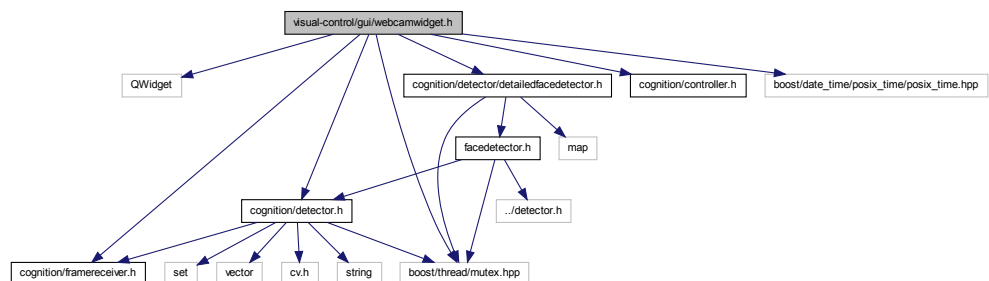 visual-control/gui/webcamwidget.h
QWidget
cognition/detector/detailedfacedetector.h
cognition/controller.h
boost/date_time/posix_time/posix_time.hpp
facedetector.h
map
cognition/detector.h
../detector.h
cognition/framereceiver.h
set
vector
cv.h
string
boost/thread/mutex.hpp